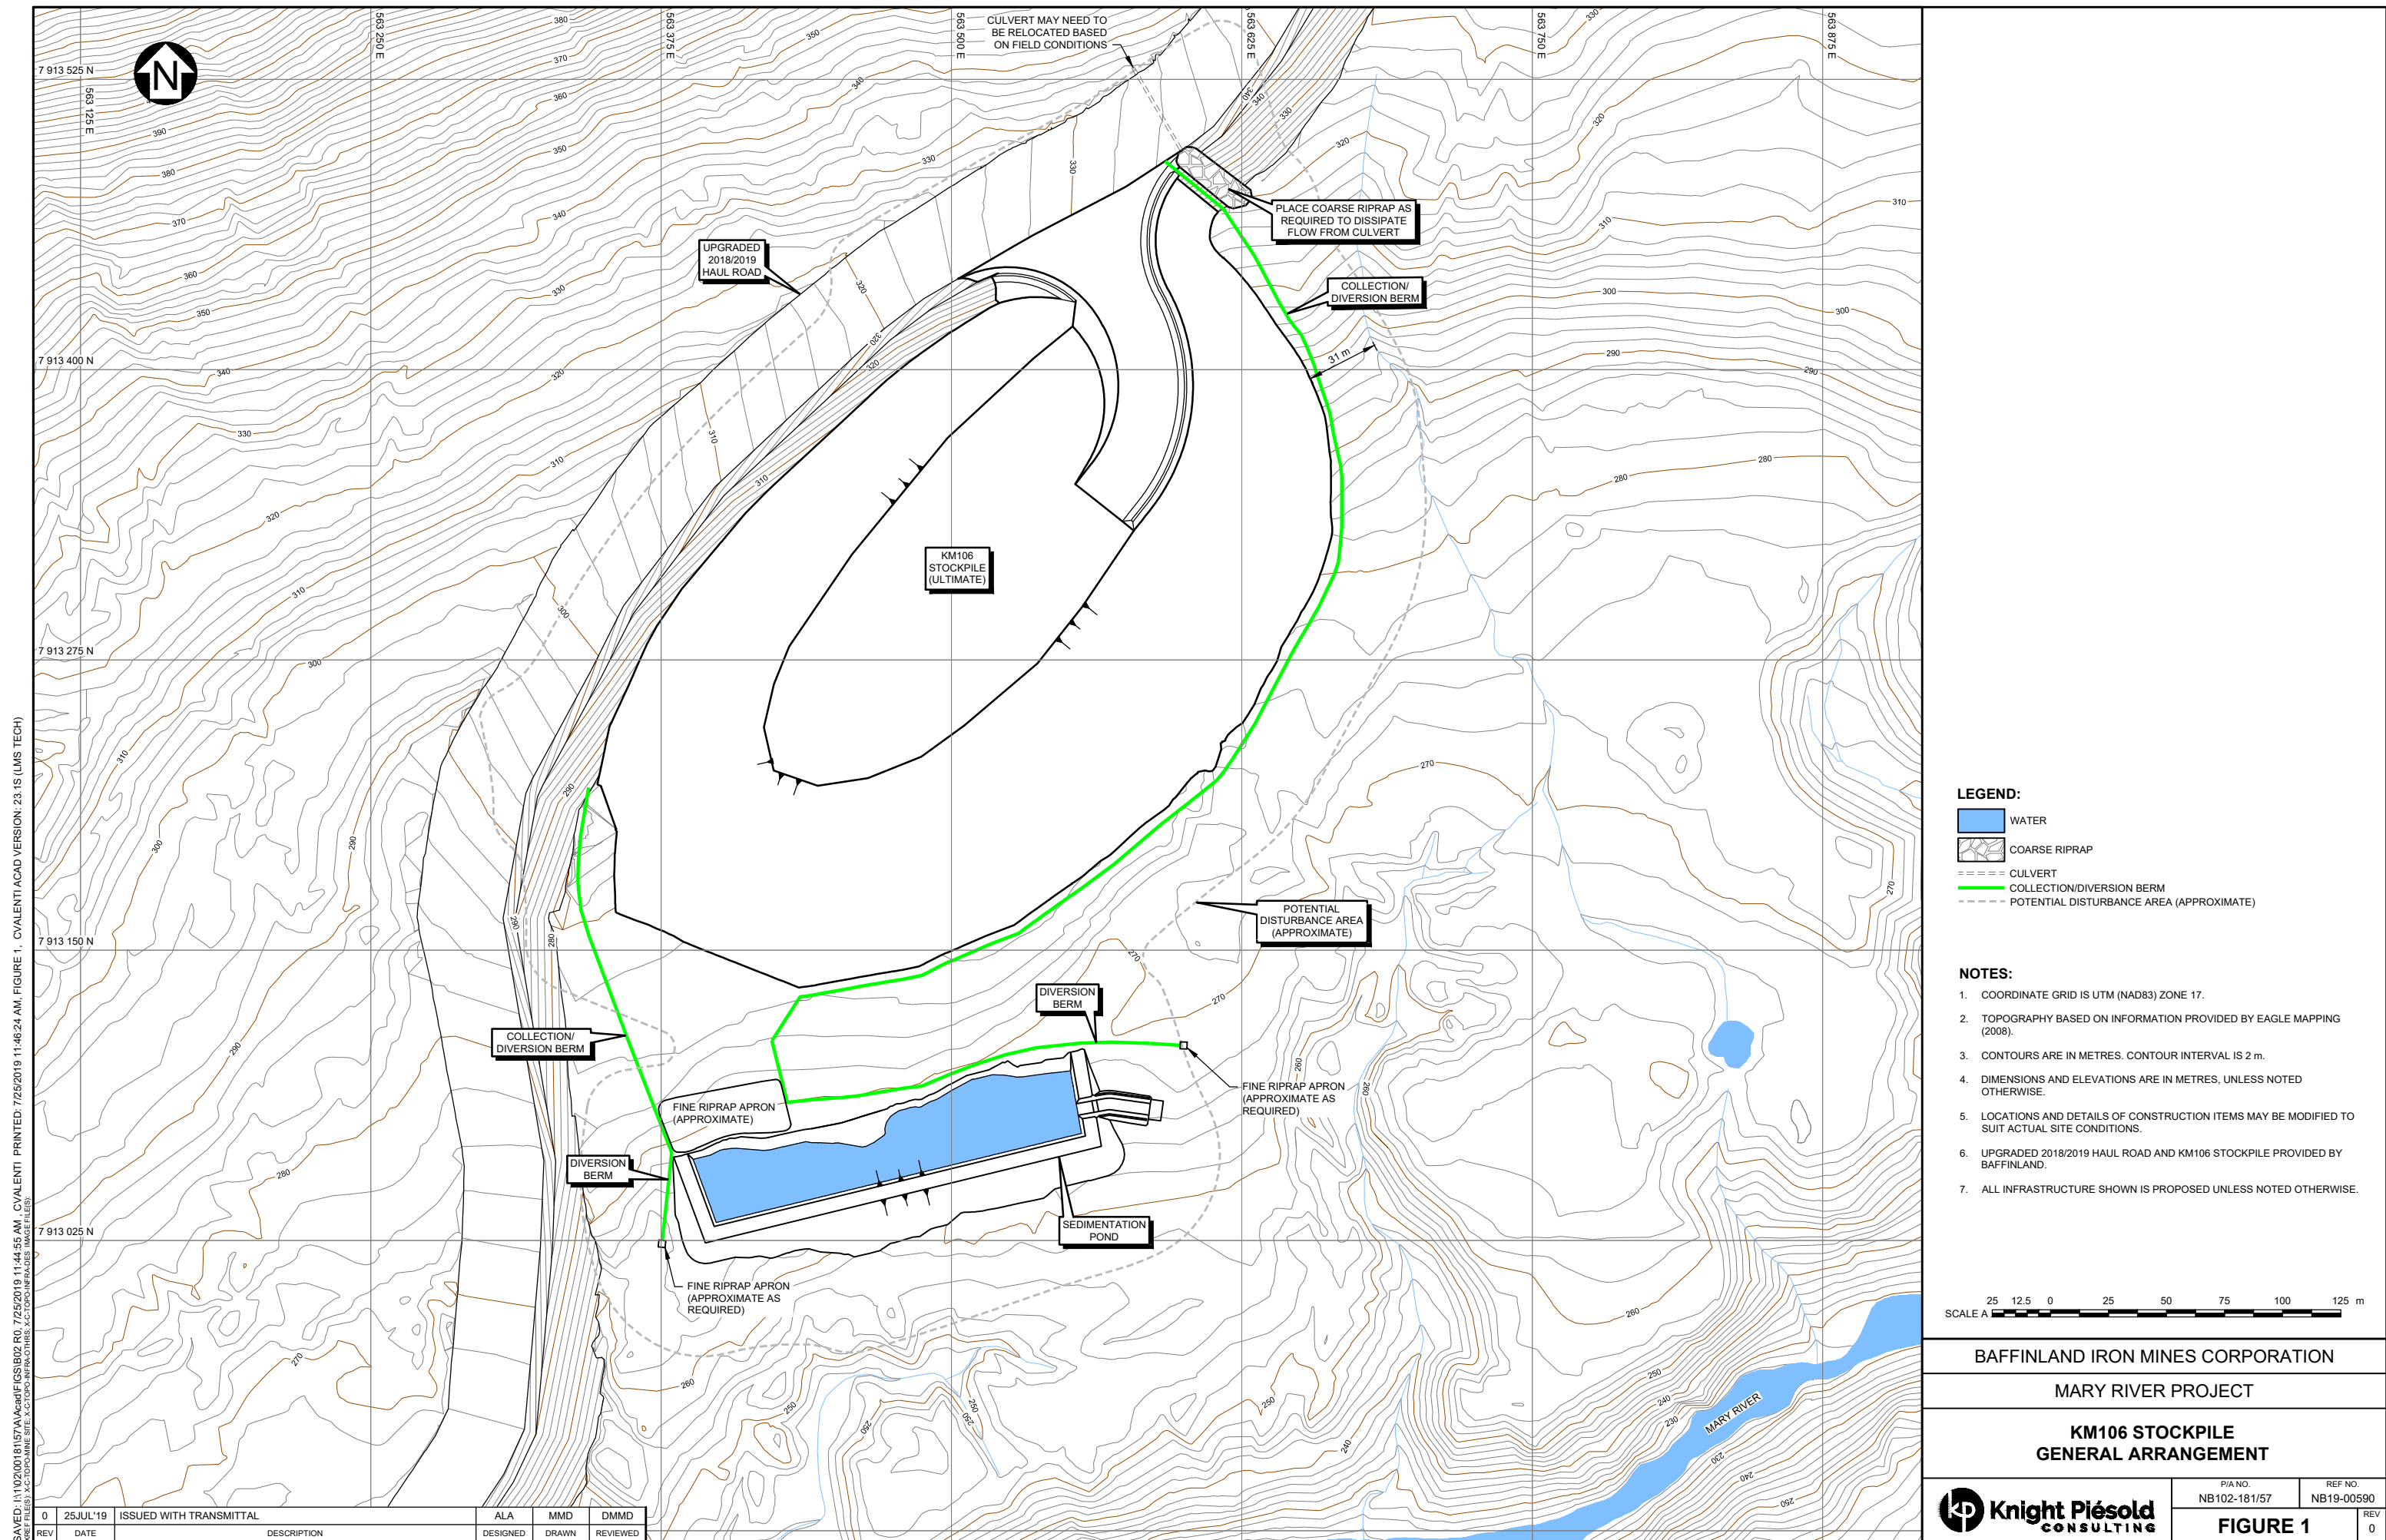 CULVERT MAY NEED TO
BE RELOCATED BASED
ON FIELD CONDITIONS
563 125 E
563 250 E
563 375 E
563 500 E
563 625 E
563 750 E
563 875 E
7 913 525 N
7 913 400 N
7 913 275 N
7 913 150 N
7 913 025 N
N
UPGRADED
2018/2019
HAUL ROAD
PLACE COARSE RIPRAP AS
REQUIRED TO DISSIPATE
FLOW FROM CULVERT
COLLECTION/
DIVERSION BERM
31 m
KM106
STOCKPILE
(ULTIMATE)
POTENTIAL
DISTURBANCE AREA
(APPROXIMATE)
DIVERSION
BERM
COLLECTION/
DIVERSION BERM
FINE RIPRAP APRON
(APPROXIMATE)
FINE RIPRAP APRON
(APPROXIMATE AS
REQUIRED)
DIVERSION
BERM
SEDIMENTATION
POND
FINE RIPRAP APRON
(APPROXIMATE AS
REQUIRED)
MARY RIVER
LEGEND:
WATER
COARSE RIPRAP
CULVERT
COLLECTION/DIVERSION BERM
POTENTIAL DISTURBANCE AREA (APPROXIMATE)
NOTES:
1. COORDINATE GRID IS UTM (NAD83) ZONE 17.
2. TOPOGRAPHY BASED ON INFORMATION PROVIDED BY EAGLE MAPPING
(2008).
3. CONTOURS ARE IN METRES. CONTOUR INTERVAL IS 2 m.
4. DIMENSIONS AND ELEVATIONS ARE IN METRES, UNLESS NOTED
OTHERWISE.
5. LOCATIONS AND DETAILS OF CONSTRUCTION ITEMS MAY BE MODIFIED TO
SUIT ACTUAL SITE CONDITIONS.
6. UPGRADED 2018/2019 HAUL ROAD AND KM106 STOCKPILE PROVIDED BY
BAFFINLAND.
7. ALL INFRASTRUCTURE SHOWN IS PROPOSED UNLESS NOTED OTHERWISE.
25 12.5 0 25 50 75 100 125 m
SCALE A
BAFFINLAND IRON MINES CORPORATION
MARY RIVER PROJECT
KM106 STOCKPILE
GENERAL ARRANGEMENT
Knight Piésold
CONSULTING
P/A NO.
NB102-181/57
REF NO.
NB19-00590
FIGURE 1
REV
0
0 25JUL'19 ISSUED WITH TRANSMITTAL ALA MMD DMMD
REV DATE DESCRIPTION DESIGNED DRAWN REVIEWED